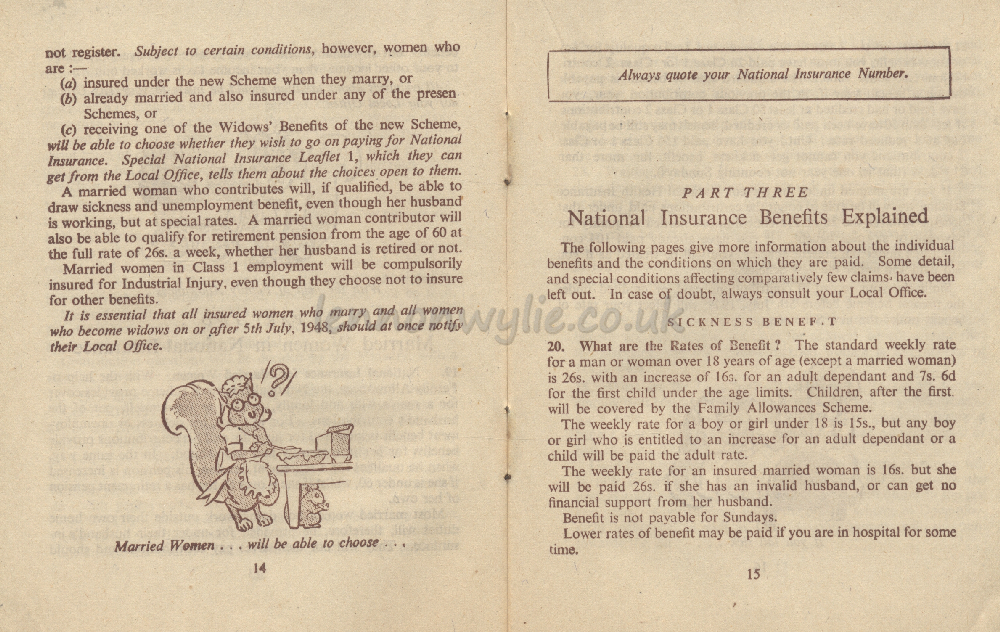 not register. Subject to certain conditions, however, women who
are :—
(a) insured under the new Scheme when they marry, or
(b) already married and also insured under any of the presen
Schemes, or
(c) receiving one of the Widows' Benefits of the new Scheme,
will be able to choose whether they wish to go on paying for National
Insurance. Special National Insurance Leaflet 1, which they can
get from the Local Office, tells them about the choices open to them.
A married woman who contributes will, if qualified, be able to
draw sickness and unemployment benefit, even though her husband
is working, but at special rates. A married woman contributor will
also be able to qualify for retirement pension from the age of 60 at
the full rate of 26s. a week, whether her husband is retired or not.
Married women in Class 1 employment will be compulsorily
insured for Industrial Injury, even though they choose not to insure
for other benefits.
It is essential that all insured women who marry and all women
who become widows on or after 5th July, 1948, should at once notify
their Local Office.
!?!
Married Women . . . will be able to choose . . .
14
Always quote your National Insurance Number.
PART THREE
National Insurance Benefits Explained
The following pages give more information about the individual
benefits and the conditions on which they are paid. Some detail,
and special conditions affecting comparatively few claims, have been
left out. In case of doubt, always consult your Local Office.
wylie.co.uk
SICKNESS BENEF.T
20. What are the Rates of Benefit ? The standard weekly rate
for a man or woman over 18 years of age (except a married woman)
is 26s. with an increase of 16s. for an adult dependant and 7s. 6d
for the first child under the age limits. Children, after the first.
will be covered by the Family Allowances Scheme.
The weekly rate for a boy or girl under 18 is 15s., but any boy
or girl who is entitled to an increase for an adult dependant or a
child will be paid the adult rate.
The weekly rate for an insured married woman is 16s. but she
will be paid 26s. if she has an invalid husband, or can get no
financial support from her husband.
Benefit is not payable for Sundays.
Lower rates of benefit may be paid if you are in hospital for some
time.
15